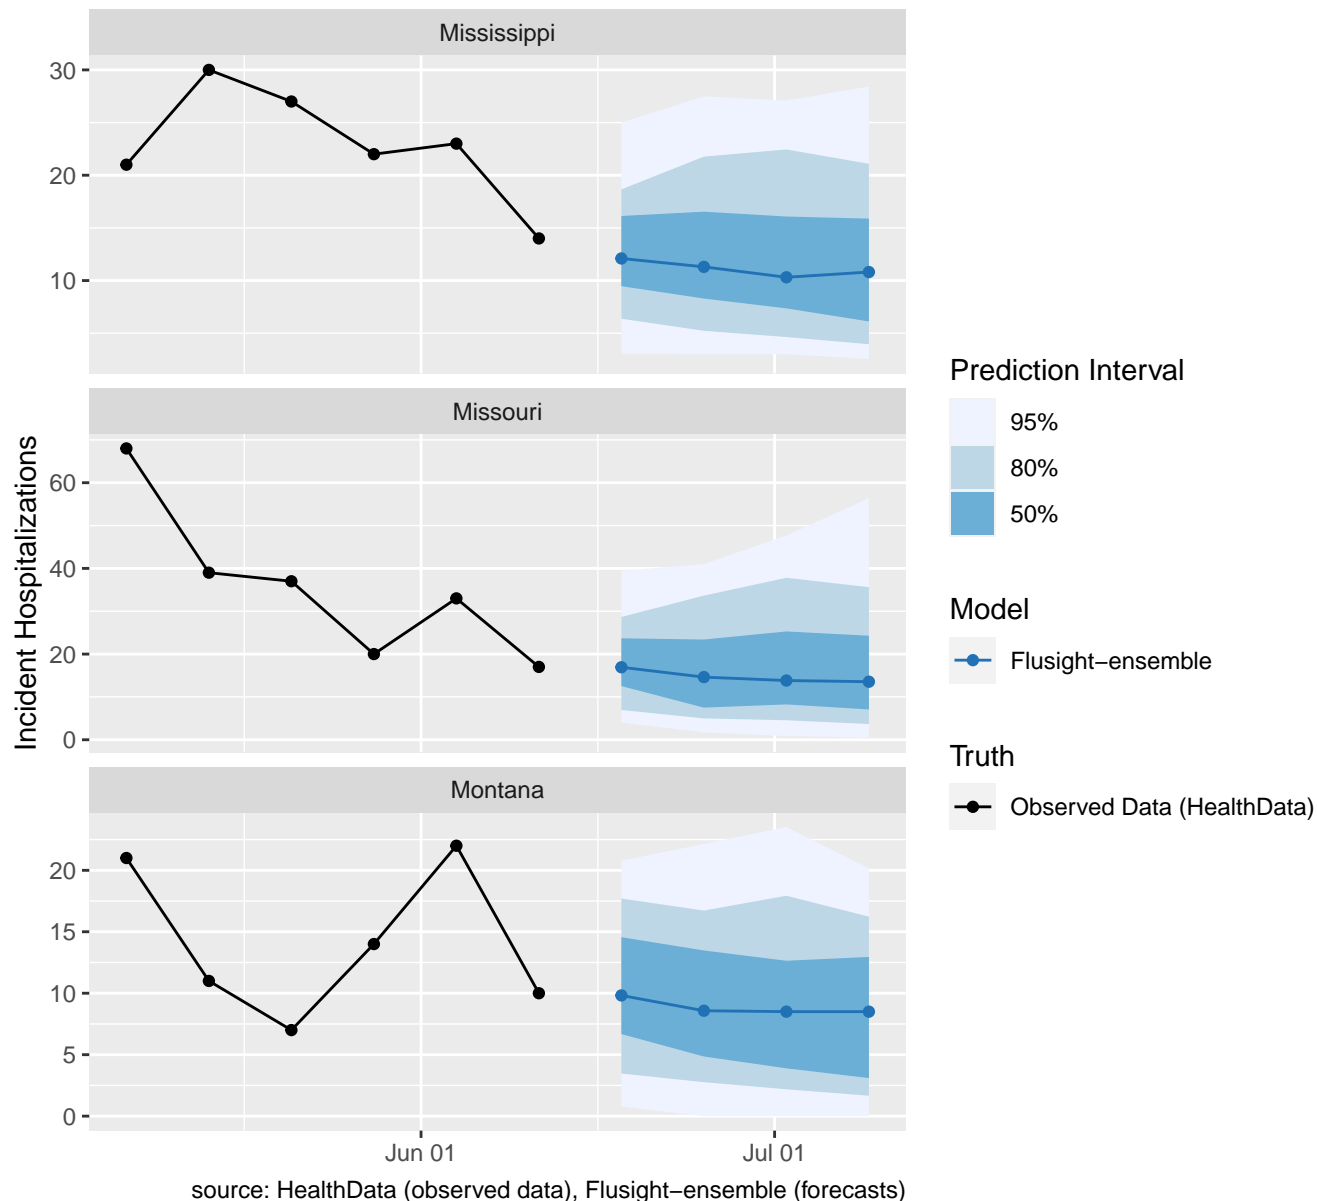 Mississippi
30
20
10
Missouri
60
40
20
0
Montana
20
15
10
5
0
Jun 01
Jul 01
Incident Hospitalizations
source: HealthData (observed data), Flusight−ensemble (forecasts)
Prediction Interval
95%
80%
50%
Model
Flusight−ensemble
Truth
Observed Data (HealthData)